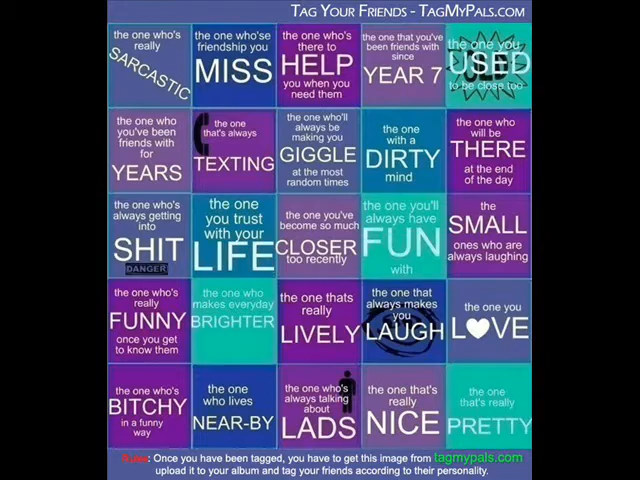 TAG YOUR FRIENDS - TAGMYPALS.COM
the one who's
really
SARCASTIC
the one who'se
friendship you
MISS
the one who's
there to
HELP
you when you
need them
the one that you've
been friends with
since
YEAR 7
the one you
USED
to be close too
the one who
you've been
friends with
for
YEARS
the one
that's always
TEXTING
the one who'll
always be
making you
GIGGLE
at the most
random times
the one
with a
DIRTY
mind
the one who
will be
THERE
at the end
of the day
the one who's
always getting
into
SHIT
DANGER
the one
you trust
with your
LIFE
the one you've
become so much
CLOSER
too recently
the one you'll
always have
FUN
with
the
SMALL
ones who are
always laughing
the one who's
really
FUNNY
once you get
to know them
the one who
makes everyday
BRIGHTER
the one thats
really
LIVELY
the one that
always makes
you
LAUGH
the one you
L♥VE
the one who's
BITCHY
in a funny
way
the one
who lives
NEAR-BY
the one who's
always talking
about
LADS
the one that's
really
NICE
the one
that's really
PRETTY
: Once you have been tagged, you have to get this image from tagmypals.com
upload it to your album and tag your friends according to their personality.